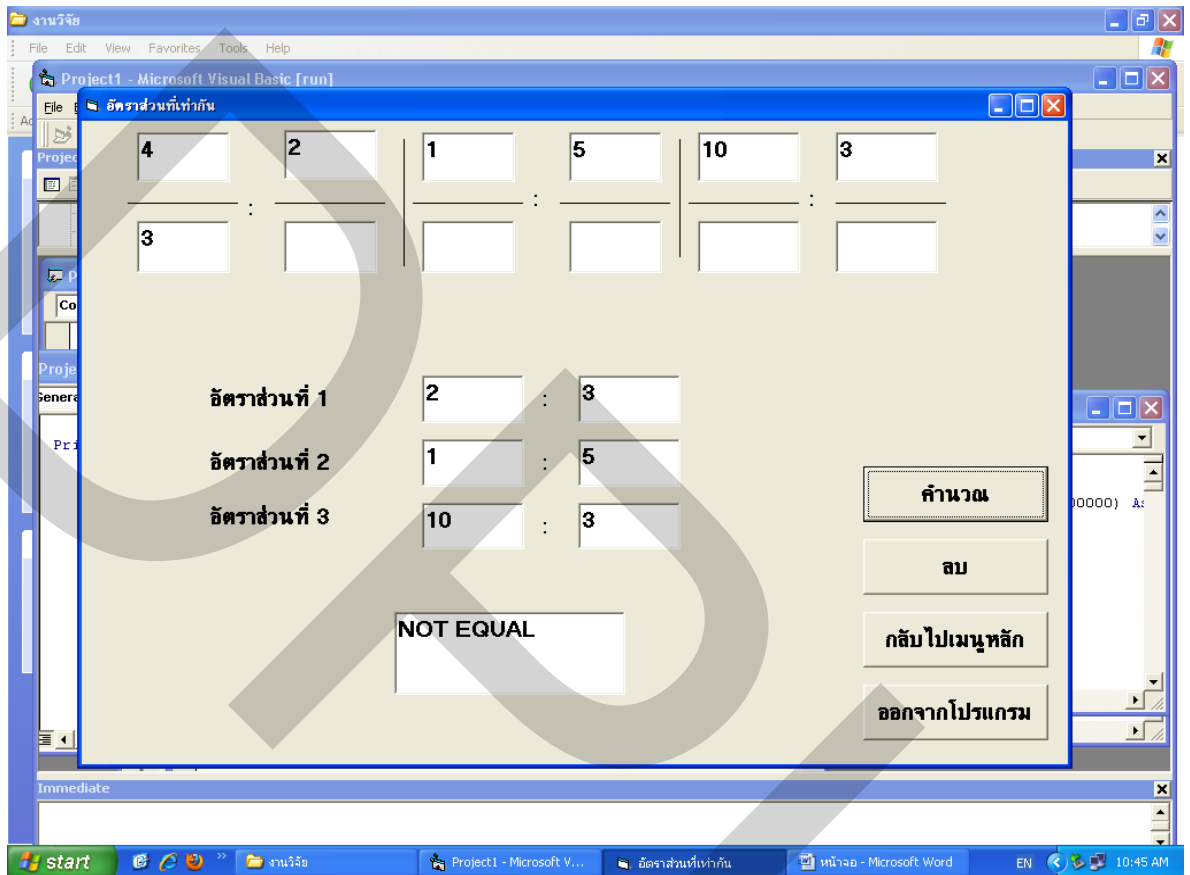 งานวิจัย
File Edit View Favorites Tools Help
Project1 - Microsoft Visual Basic [run]
File
อัตราส่วนที่เท่ากัน
4 : 2 1 : 5 10 : 3
3
อัตราส่วนที่ 1 2 : 3
อัตราส่วนที่ 2 1 : 5
อัตราส่วนที่ 3 10 : 3
NOT EQUAL
คำนวณ
ลบ
กลับไปเมนูหลัก
ออกจากโปรแกรม
Immediate
start งานวิจัย Project1 - Microsoft V... อัตราส่วนที่เท่ากัน หน้าจอ - Microsoft Word EN 10:45 AM